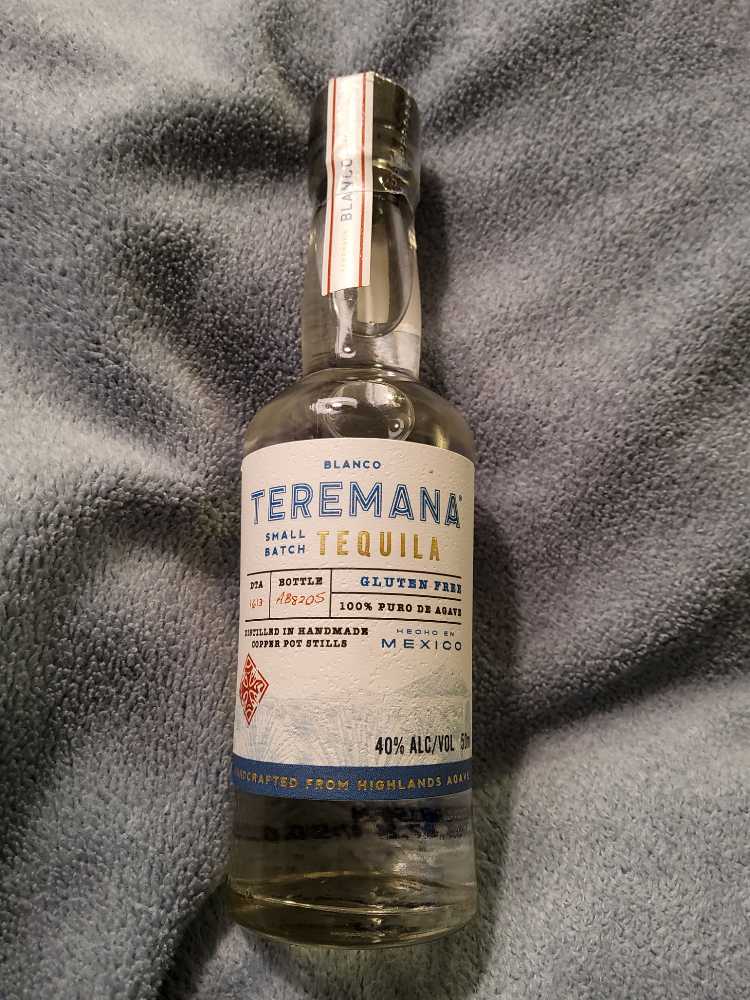 BLANCO
BLANCO
TEREMANA®
SMALL
BATCH
TEQUILA
DTA
1613
BOTTLE
AB820S
GLUTEN FREE
100% PURO DE AGAVE
DISTILLED IN HANDMADE
COPPER POT STILLS
HECHO EN
MEXICO
40% ALC/VOL
HANDCRAFTED FROM HIGHLANDS AGAVE